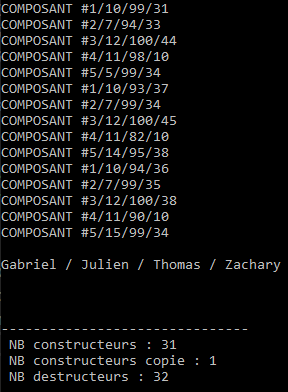 COMPOSANT #1/10/99/31
COMPOSANT #2/7/94/33
COMPOSANT #3/12/100/44
COMPOSANT #4/11/98/10
COMPOSANT #5/5/99/34
COMPOSANT #1/10/93/37
COMPOSANT #2/7/99/34
COMPOSANT #3/12/100/45
COMPOSANT #4/11/82/10
COMPOSANT #5/14/95/38
COMPOSANT #1/10/94/36
COMPOSANT #2/7/99/35
COMPOSANT #3/12/100/38
COMPOSANT #4/11/90/10
COMPOSANT #5/15/99/34
Gabriel / Julien / Thomas / Zachary
-------------------------------
NB constructeurs : 31
NB constructeurs copie : 1
NB destructeurs : 32